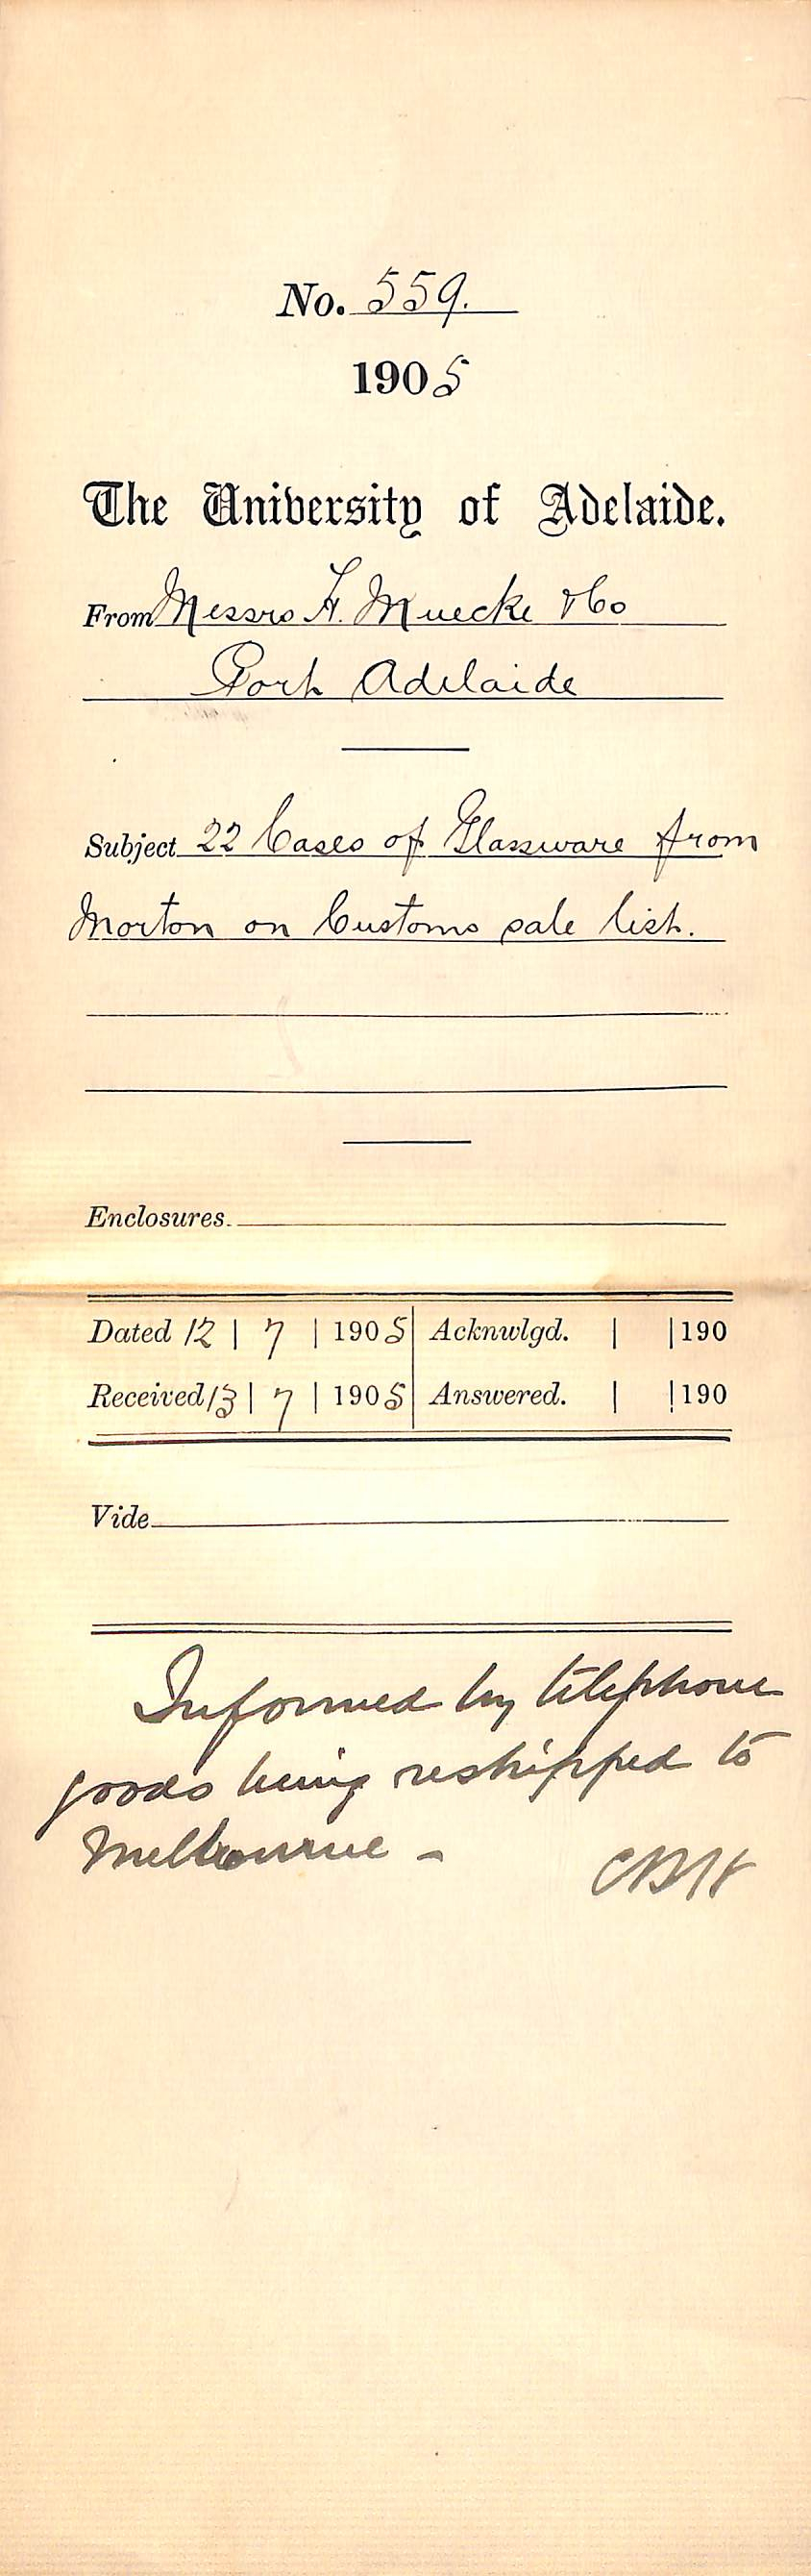 No. 559.
1905
The University of Adelaide.
From Messrs H. Muecke & Co
Port Adelaide
Subject 22 Cases of Glassware from
Morton on Customs sale list.
Enclosures.
Dated 12 | 7 | 1905 Acknwlgd. | | 190
Received 13 | 7 | 1905 Answered. | | 190
Vide
Informed by telephone
goods being reshipped to
Melbourne -